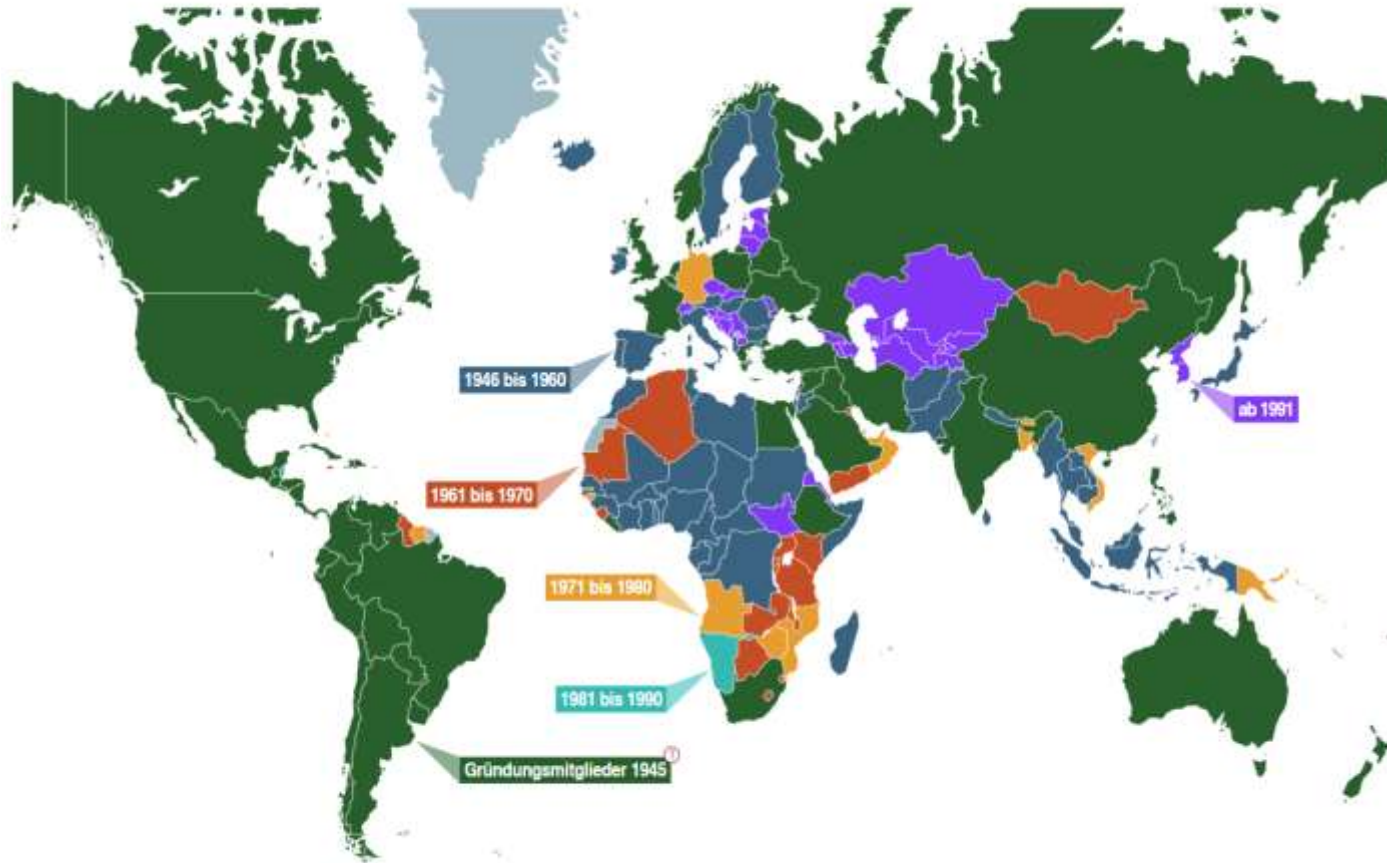 1946 bis 1960
ab 1991
1961 bis 1970
1971 bis 1980
1981 bis 1990
Gründungsmitglieder 1945